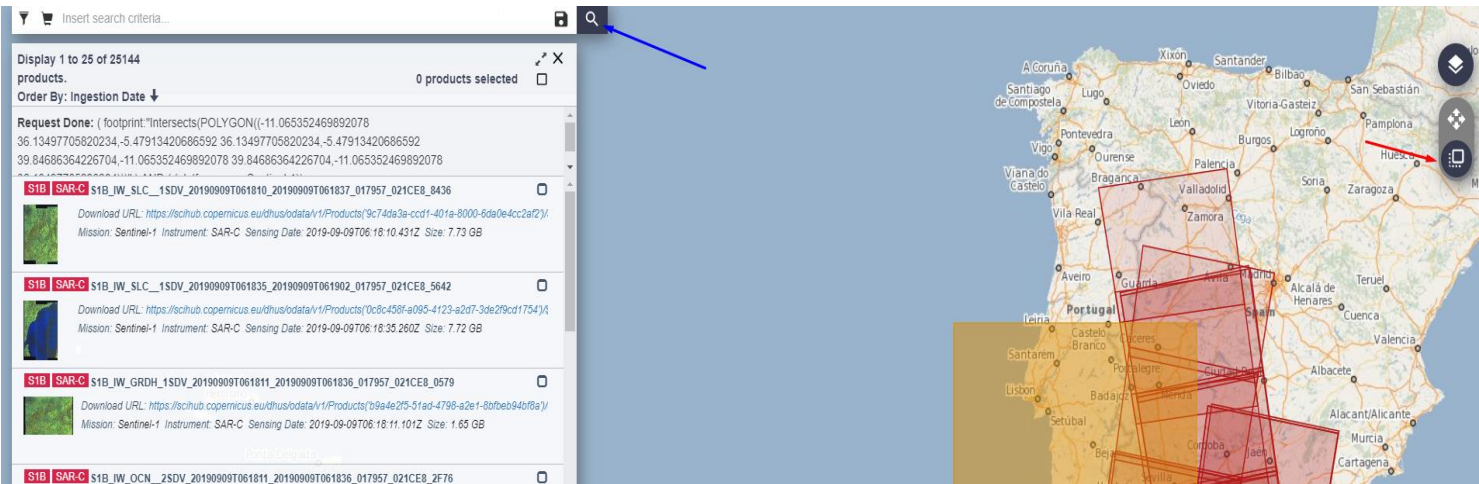 Insert search criteria...
Display 1 to 25 of 25144
products.
0 products selected
Order By: Ingestion Date
Request Done: ( footprint:"Intersects(POLYGON((-11.065352469892078
36.13497705820234,-5.47913420686592 36.13497705820234,-5.47913420686592
39.84686364226704,-11.065352469892078 39.84686364226704,-11.065352469892078
S1B SAR-C S1B_IW_SLC__1SDV_20190909T061810_20190909T061837_017957_021CE8_8436
Download URL: https://scihub.copernicus.eu/dhus/odata/v1/Products('9c74da3a-ccd1-401a-8000-6da0e4cc2af2')/
Mission: Sentinel-1 Instrument: SAR-C Sensing Date: 2019-09-09T06:18:10.431Z Size: 7.73 GB
S1B SAR-C S1B_IW_SLC__1SDV_20190909T061835_20190909T061902_017957_021CE8_5642
Download URL: https://scihub.copernicus.eu/dhus/odata/v1/Products('0c8c458f-a095-4123-a2d7-3de2f9cd1754')/
Mission: Sentinel-1 Instrument: SAR-C Sensing Date: 2019-09-09T06:18:35.260Z Size: 7.72 GB
S1B SAR-C S1B_IW_GRDH_1SDV_20190909T061811_20190909T061836_017957_021CE8_0579
Download URL: https://scihub.copernicus.eu/dhus/odata/v1/Products('b9a4e2f5-51ad-4798-a2e1-8bfbeb94bf8a')/
Mission: Sentinel-1 Instrument: SAR-C Sensing Date: 2019-09-09T06:18:11.101Z Size: 1.65 GB
S1B SAR-C S1B_IW_OCN__2SDV_20190909T061811_20190909T061836_017957_021CE8_2F76
A Coruña
Xixón
Santander
Bilbao
San Sebastián
Santiago
de Compostela
Lugo
Oviedo
Vitoria-Gasteiz
Pamplona
Pontevedra
León
Burgos
Logroño
Vigo
Ourense
Palencia
Huesca
Viana do
Castelo
Bragança
Valladolid
Soria
Zaragoza
Vila Real
Zamora
Aveiro
Guarda
Ávila
Madrid
Alcalá de
Henares
Teruel
Portugal
Spain
Cuenca
Leiria
Castelo
Branco
Cáceres
Valencia
Santarém
Portalegre
Ciudad Real
Albacete
Lisbon
Badajoz
Mérida
Setúbal
Alacant/Alicante
Beja
Cordoba
Jaén
Murcia
Sevilla
Cartagena